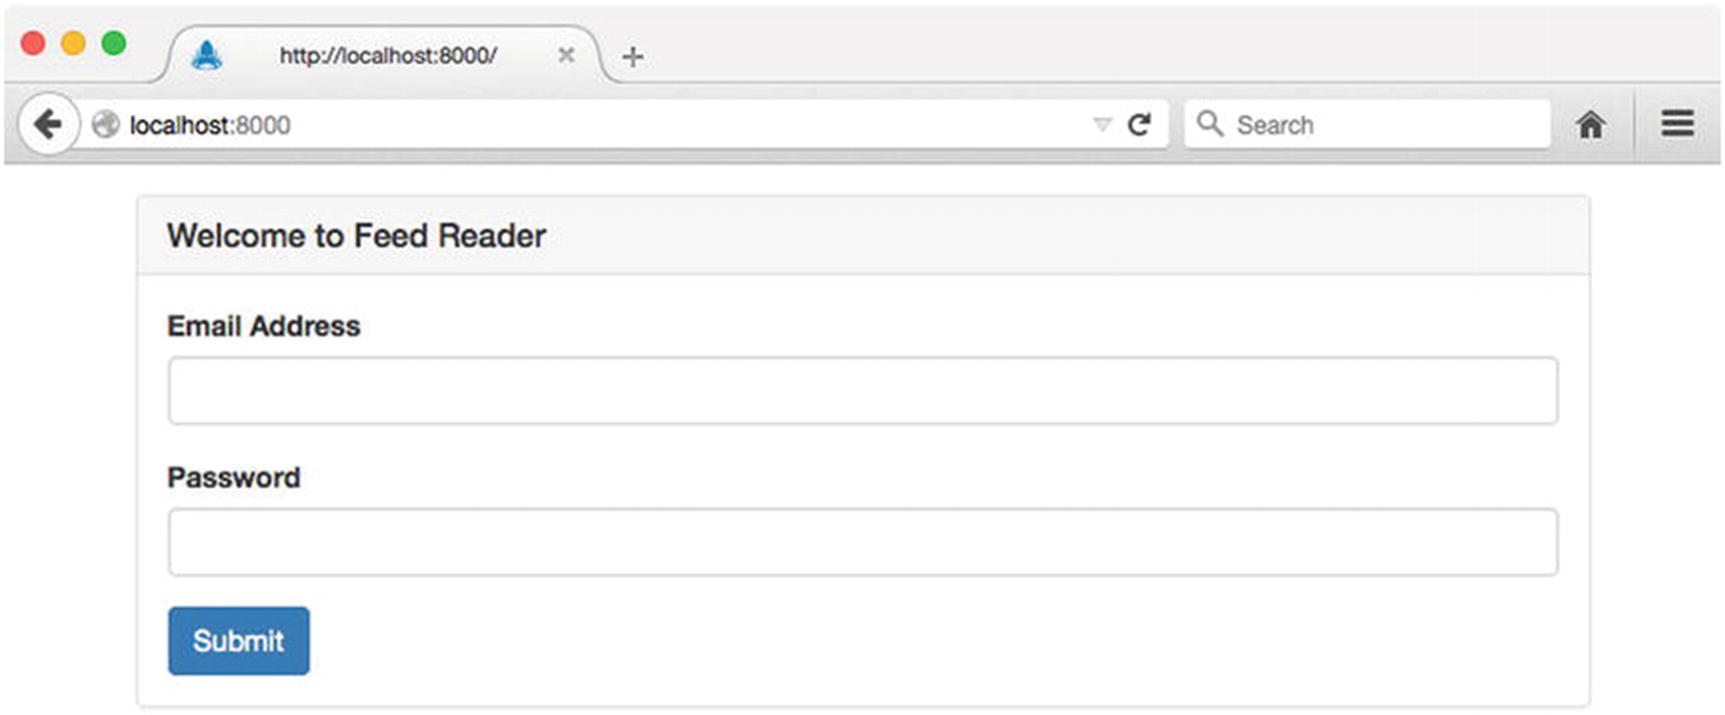 http://localhost:8000/
localhost:8000
Search
Welcome to Feed Reader
Email Address
Password
Submit